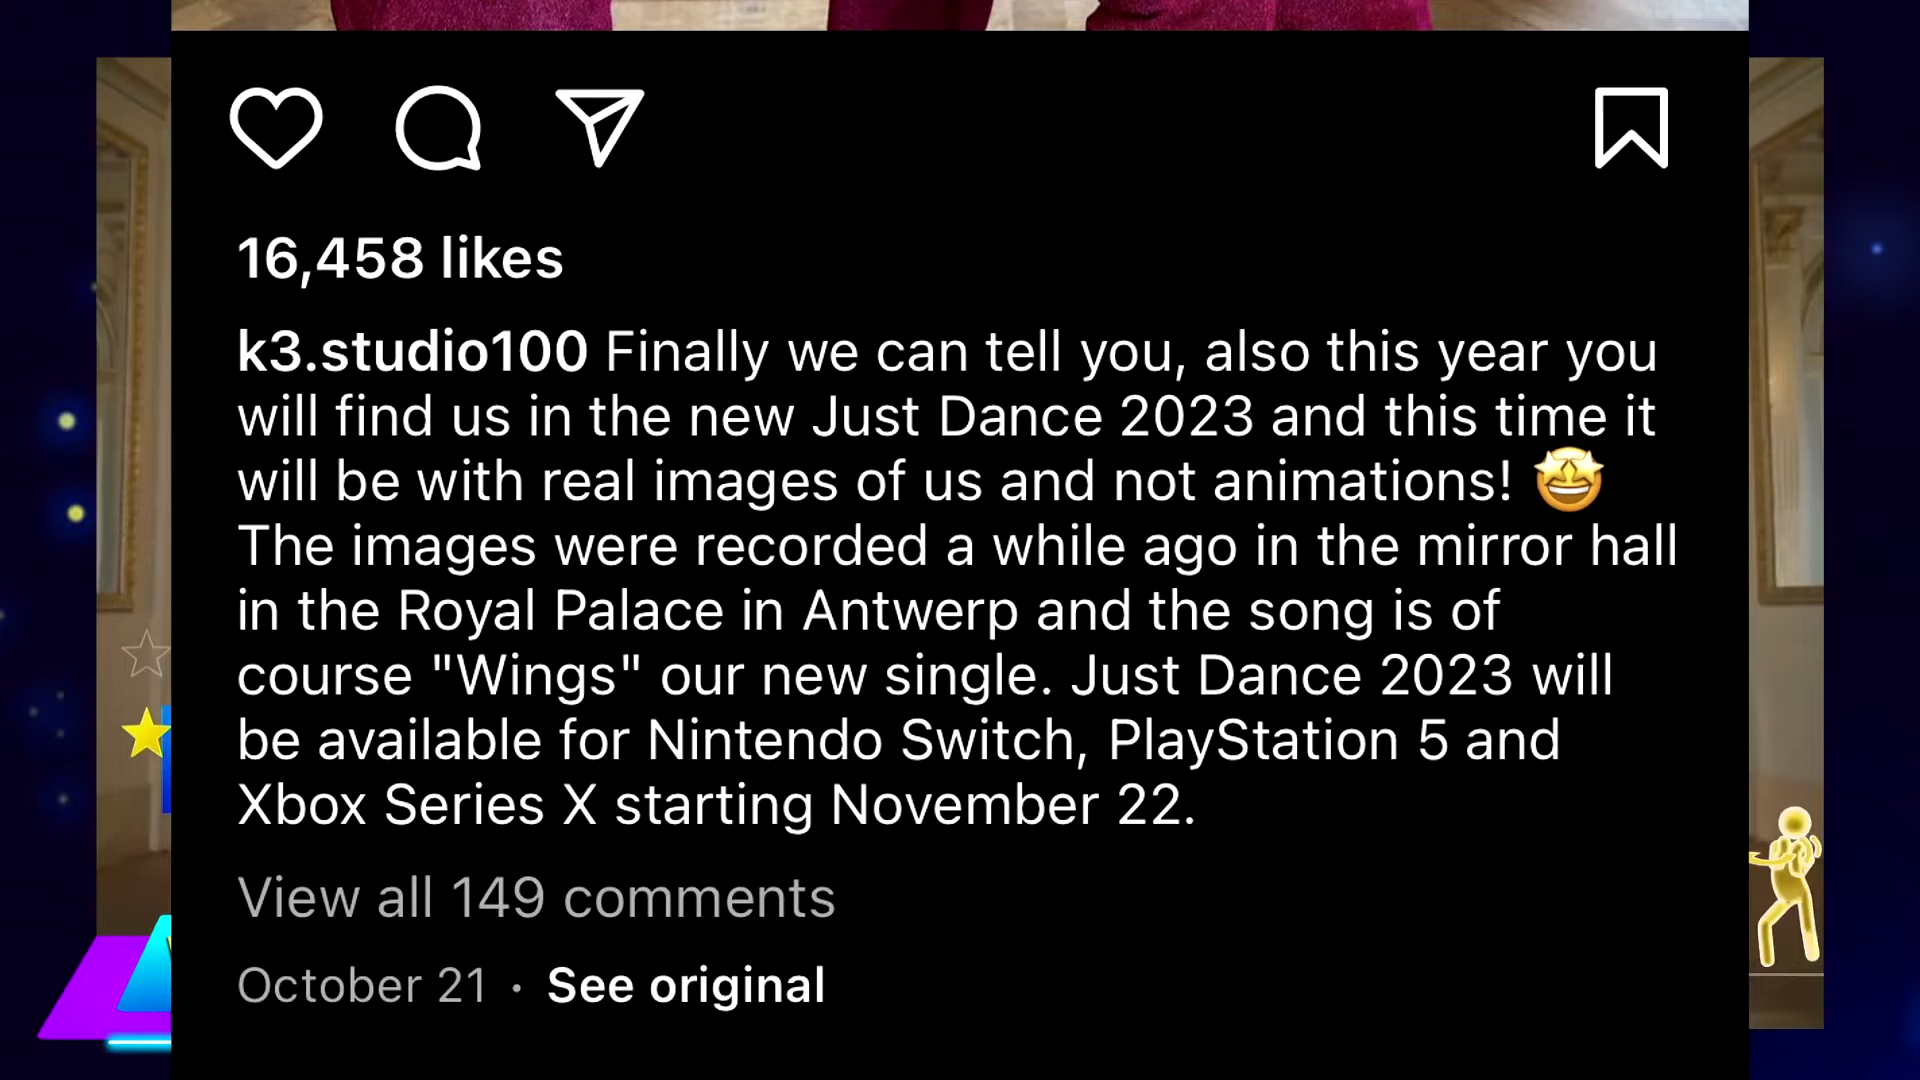 16,458 likes
k3.studio100 Finally we can tell you, also this year you
will find us in the new Just Dance 2023 and this time it
will be with real images of us and not animations! 🤩
The images were recorded a while ago in the mirror hall
in the Royal Palace in Antwerp and the song is of
course "Wings" our new single. Just Dance 2023 will
be available for Nintendo Switch, PlayStation 5 and
Xbox Series X starting November 22.
View all 149 comments
October 21 · See original